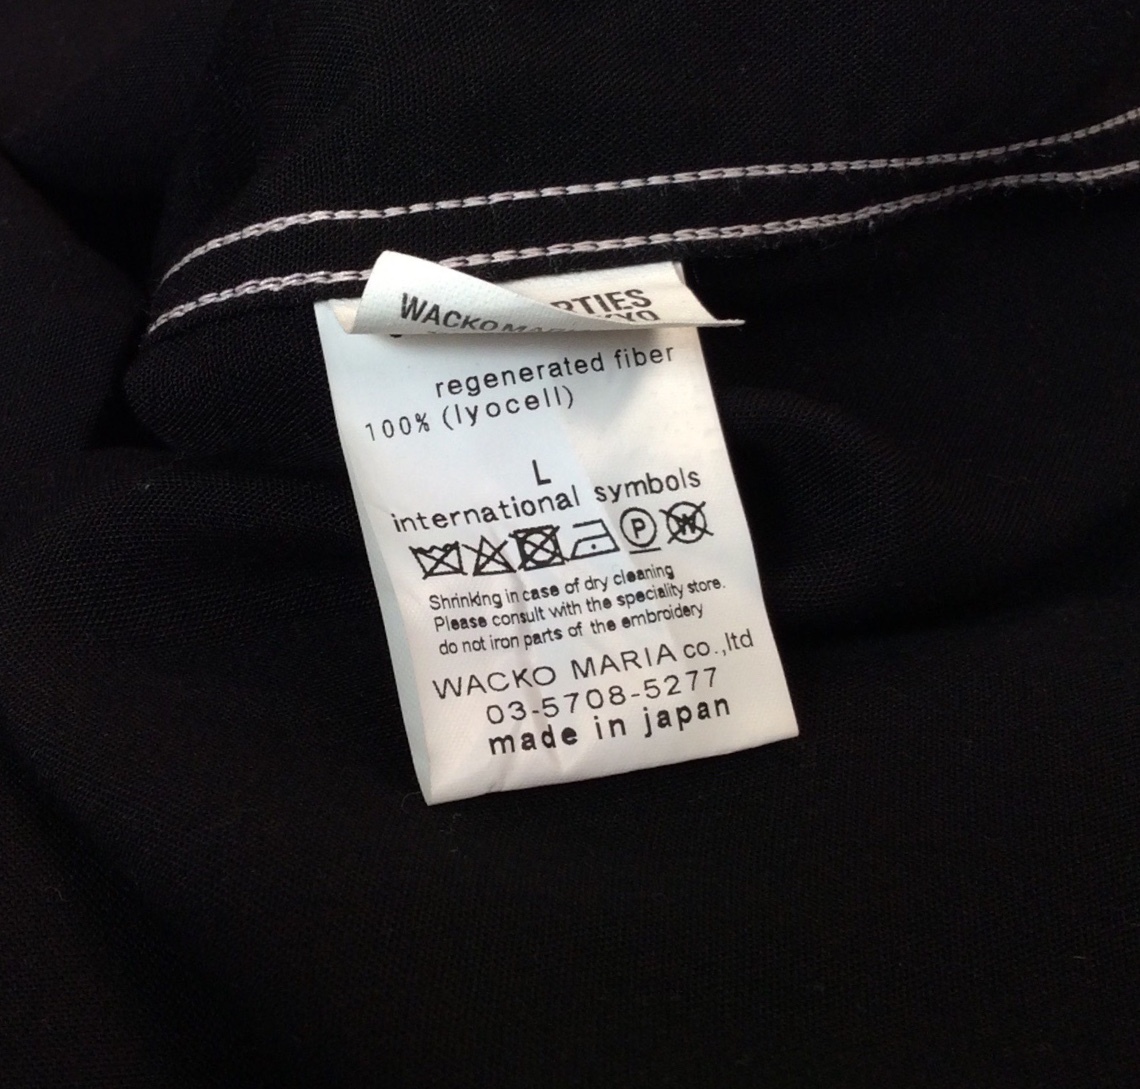 WACKO MARIA
regenerated fiber
100% (lyocell)
L
international symbols
P W
Shrinking in case of dry cleaning
Please consult with the speciality store.
do not iron parts of the embroidery
WACKO MARIA co.,ltd
03-5708-5277
made in japan